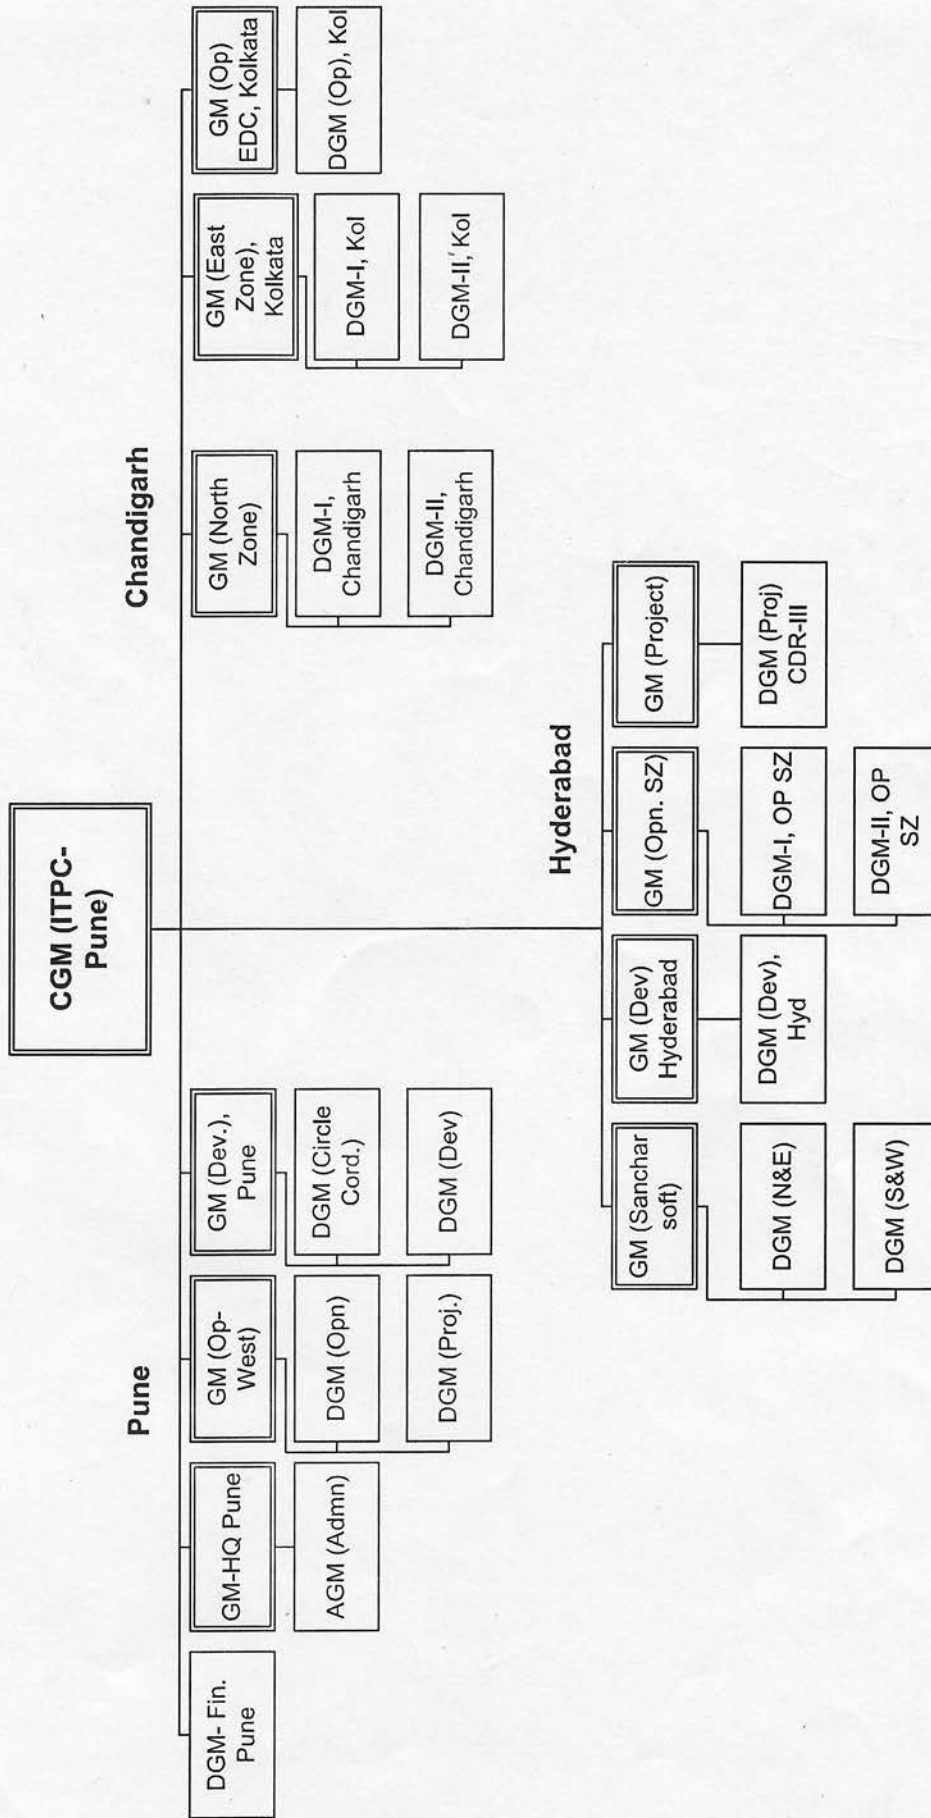 CGM (ITPC-
Pune)
Pune
Chandigarh
DGM- Fin.
Pune
GM-HQ Pune
AGM (Admn)
GM (Op-
West)
DGM (Opn)
DGM (Proj.)
GM (Dev.),
Pune
DGM (Circle
Cord.)
DGM (Dev)
GM (North
Zone)
DGM-I,
Chandigarh
DGM-II,
Chandigarh
GM (East
Zone),
Kolkata
DGM-I, Kol
DGM-II, Kol
GM (Op)
EDC, Kolkata
DGM (Op), Kol
Hyderabad
GM (Sanchar
soft)
DGM (N&E)
DGM (S&W)
GM (Dev)
Hyderabad
DGM (Dev),
Hyd
GM (Opn. SZ)
DGM-I, OP SZ
DGM-II, OP
SZ
GM (Project)
DGM (Proj)
CDR-III